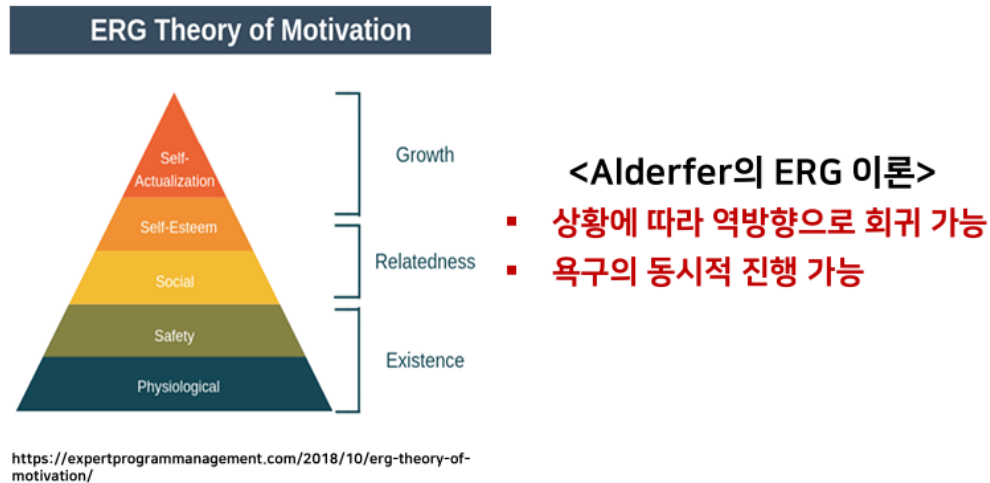 ERG Theory of Motivation
Self-
Actualization
Self-Esteem
Social
Safety
Physiological
Growth
Relatedness
Existence
<Alderfer의 ERG 이론>
▪ 상황에 따라 역방향으로 회귀 가능
▪ 욕구의 동시적 진행 가능
https://expertprogrammanagement.com/2018/10/erg-theory-of-
motivation/